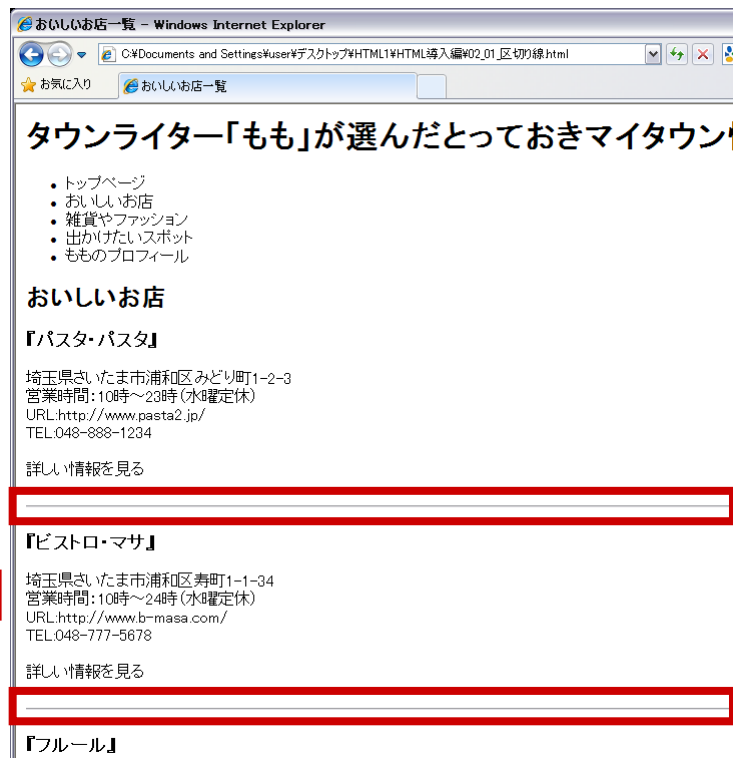 おいしいお店一覧 - Windows Internet Explorer
C:¥Documents and Settings¥user¥デスクトップ¥HTML1¥HTML導入編¥02_01_区切り線.html
お気に入り
おいしいお店一覧
タウンライター「もも」が選んだとっておきマイタウン
・トップページ
・おいしいお店
・雑貨やファッション
・出かけたいスポット
・もものプロフィール
おいしいお店
『パスタ・パスタ』
埼玉県さいたま市浦和区みどり町1-2-3
営業時間:10時～23時(水曜定休)
URL:http://www.pasta2.jp/
TEL:048-888-1234
詳しい情報を見る
『ビストロ・マサ』
埼玉県さいたま市浦和区寿町1-1-34
営業時間:10時～24時(水曜定休)
URL:http://www.b-masa.com/
TEL:048-777-5678
詳しい情報を見る
『フルール』